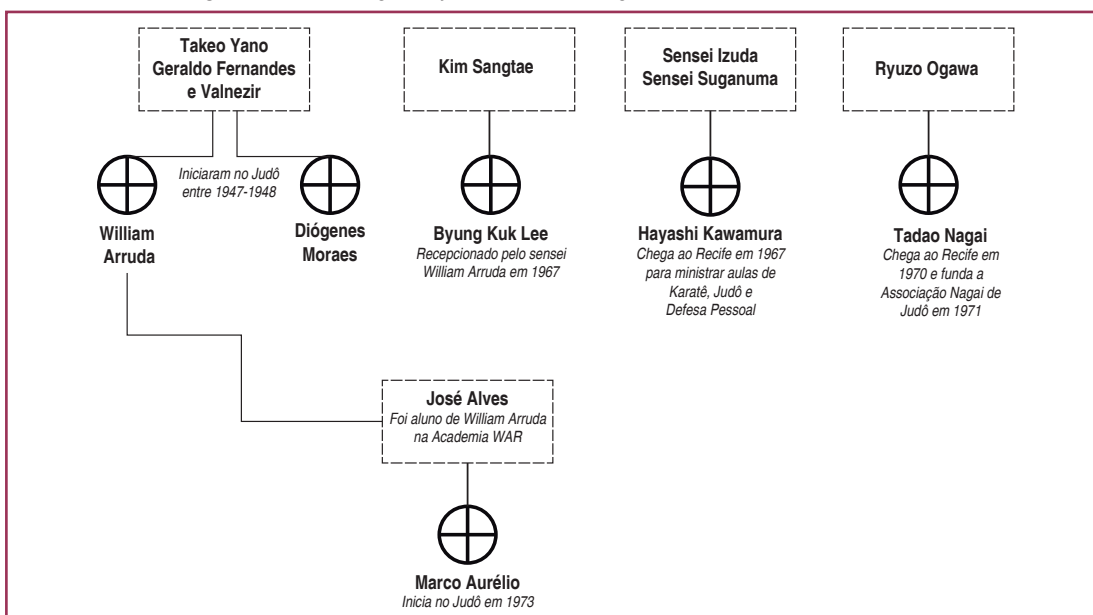 Takeo Yano
Geraldo Fernandes
e Valnezir
Kim Sangtae
Sensei Izuda
Sensei Suganuma
Ryuzo Ogawa
Iniciaram no Judô
entre 1947-1948
William
Arruda
Diógenes
Moraes
Byung Kuk Lee
Recepcionado pelo sensei
William Arruda em 1967
Hayashi Kawamura
Chega ao Recife em 1967
para ministrar aulas de
Karatê, Judô e
Defesa Pessoal
Tadao Nagai
Chega ao Recife em
1970 e funda a
Associação Nagai de
Judô em 1971
José Alves
Foi aluno de William Arruda
na Academia WAR
Marco Aurélio
Inicia no Judô em 1973